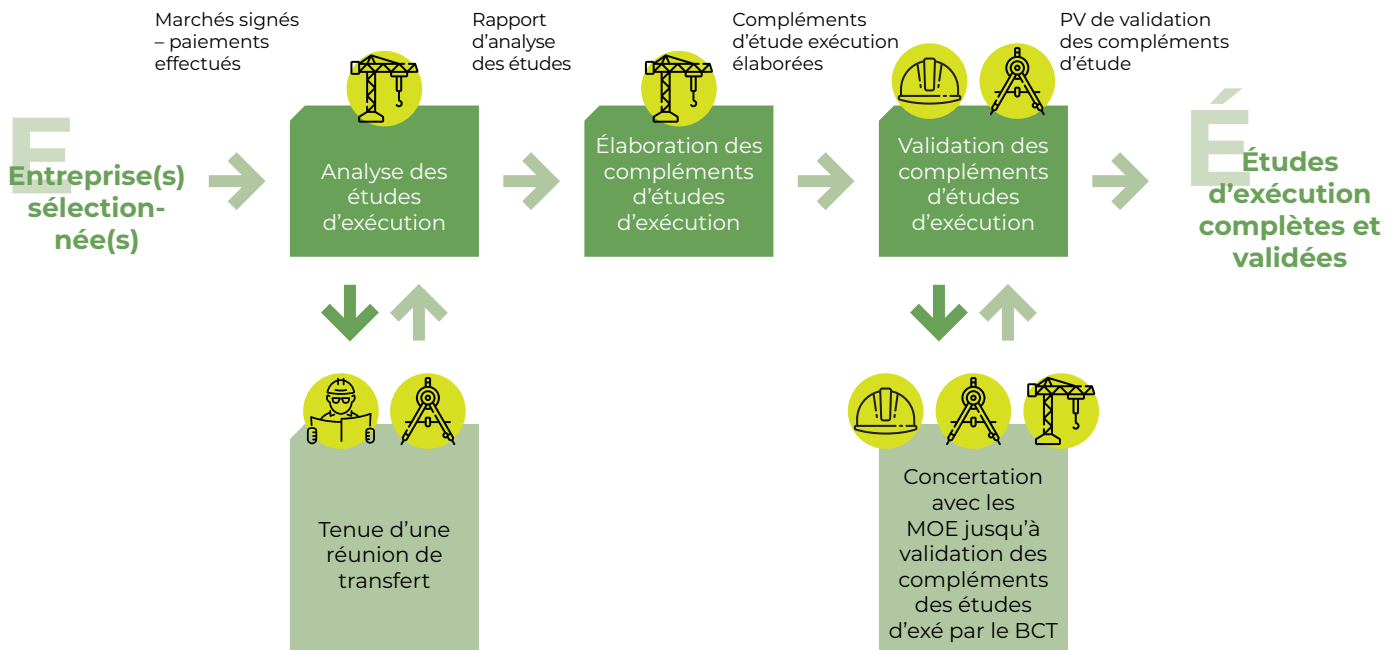 Marchés signés
– paiements
effectués
Rapport
d'analyse
des études
Compléments
d'étude exécution
élaborées
PV de validation
des compléments
d'étude
E
Entreprise(s)
sélection-
née(s)
Analyse des
études
d'exécution
Élaboration des
compléments
d'études
d'exécution
Validation des
compléments
d'études
d'exécution
É
Études
d'exécution
complètes et
validées
Tenue d'une
réunion de
transfert
Concertation
avec les
MOE jusqu'à
validation des
compléments
des études
d'exé par le BCT